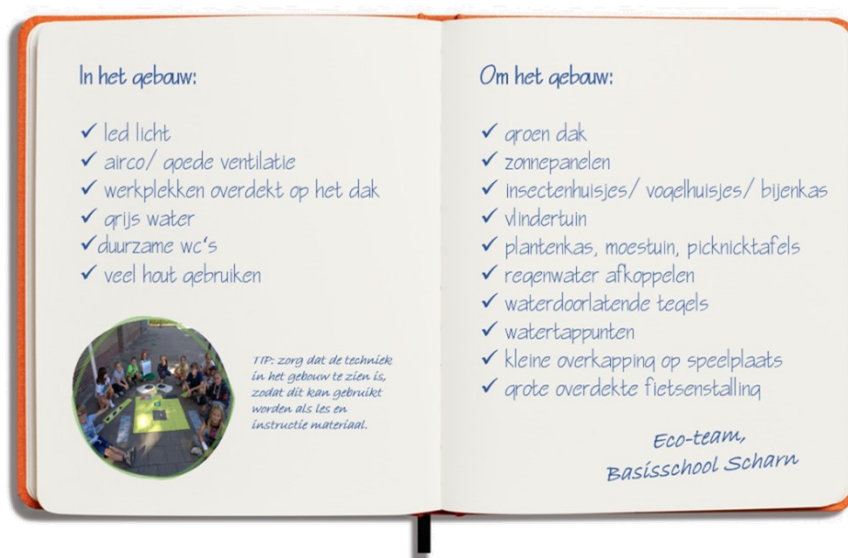 In het gebouw:
✓ led licht
✓ airco/ goede ventilatie
✓ werkplekken overdekt op het dak
✓ grijs water
✓duurzame wc's
✓ veel hout gebruiken
TIP: zorg dat de techniek
in het gebouw te zien is,
zodat dit kan gebruikt
worden als les en
instructie materiaal.
Om het gebouw:
✓ groen dak
✓ zonnepanelen
✓ insectenhuisjes/ vogelhuisjes/ bijenkas
✓ vlindertuin
✓ plantenkas, moestuin, picknicktafels
✓ regenwater afkoppelen
✓ waterdoorlatende tegels
✓ watertappunten
✓ kleine overkapping op speelplaats
✓ grote overdekte fietsenstalling
Eco-team,
Basisschool Scharn